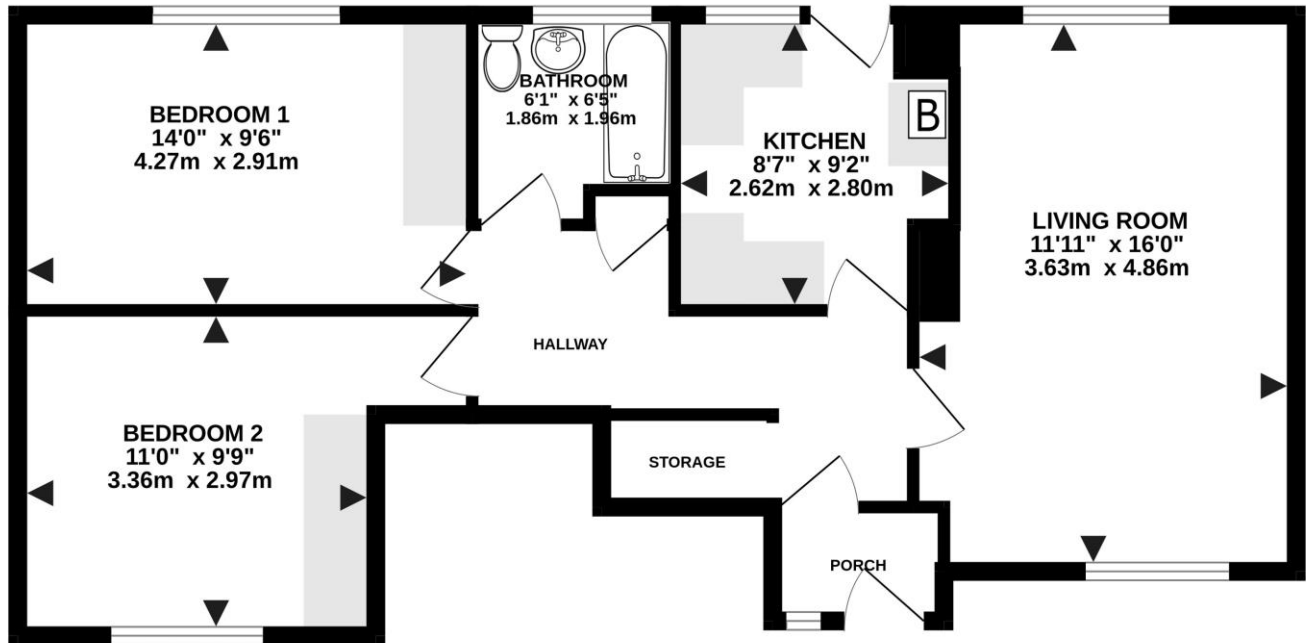 BEDROOM 1
14'0" x 9'6"
4.27m x 2.91m
BATHROOM
6'1" x 6'5"
1.86m x 1.96m
KITCHEN
8'7" x 9'2"
2.62m x 2.80m
B
LIVING ROOM
11'11" x 16'0"
3.63m x 4.86m
HALLWAY
BEDROOM 2
11'0" x 9'9"
3.36m x 2.97m
STORAGE
PORCH